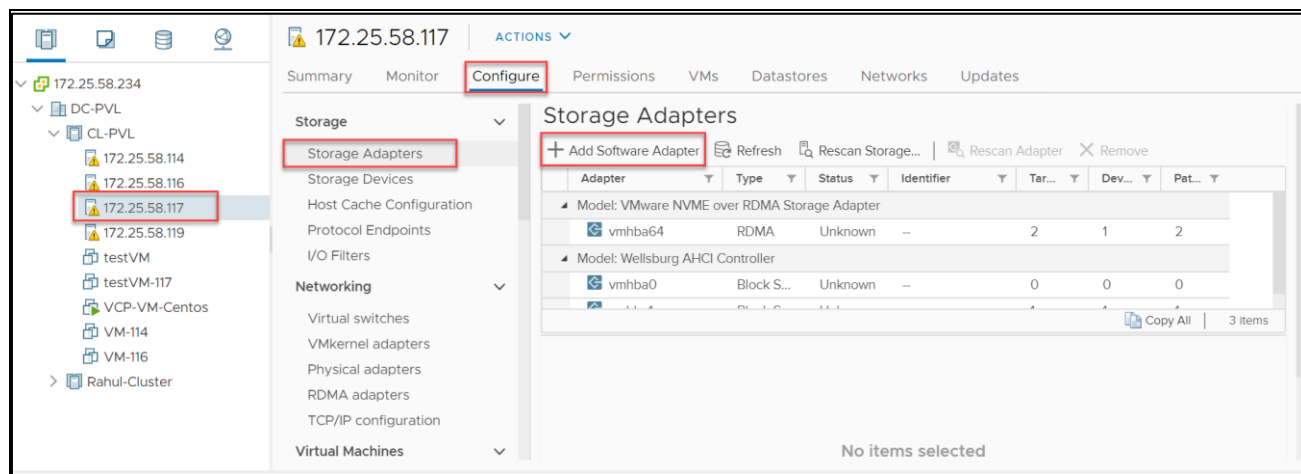 172.25.58.117 ACTIONS
Summary Monitor Configure Permissions VMs Datastores Networks Updates
172.25.58.234
DC-PVL
CL-PVL
172.25.58.114
172.25.58.116
172.25.58.117
172.25.58.119
testVM
testVM-117
VCP-VM-Centos
VM-114
VM-116
Rahul-Cluster
Storage
Storage Adapters
Storage Devices
Host Cache Configuration
Protocol Endpoints
I/O Filters
Networking
Virtual switches
VMkernel adapters
Physical adapters
RDMA adapters
TCP/IP configuration
Virtual Machines
Storage Adapters
+ Add Software Adapter Refresh Rescan Storage... Rescan Adapter Remove
Adapter Type Status Identifier Tar... Dev... Pat...
Model: VMware NVME over RDMA Storage Adapter
vmhba64 RDMA Unknown -- 2 1 2
Model: Wellsburg AHCI Controller
vmhba0 Block S... Unknown -- 0 0 0
Copy All 3 items
No items selected